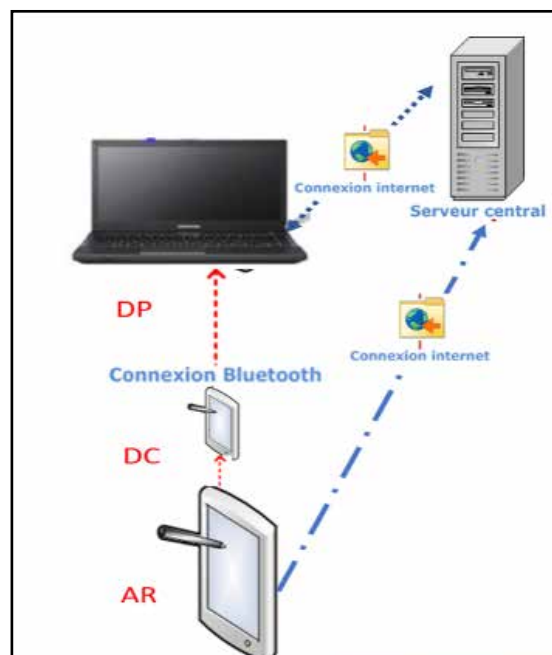 Connexion internet
Serveur central
DP
Connexion internet
Connexion Bluetooth
DC
AR